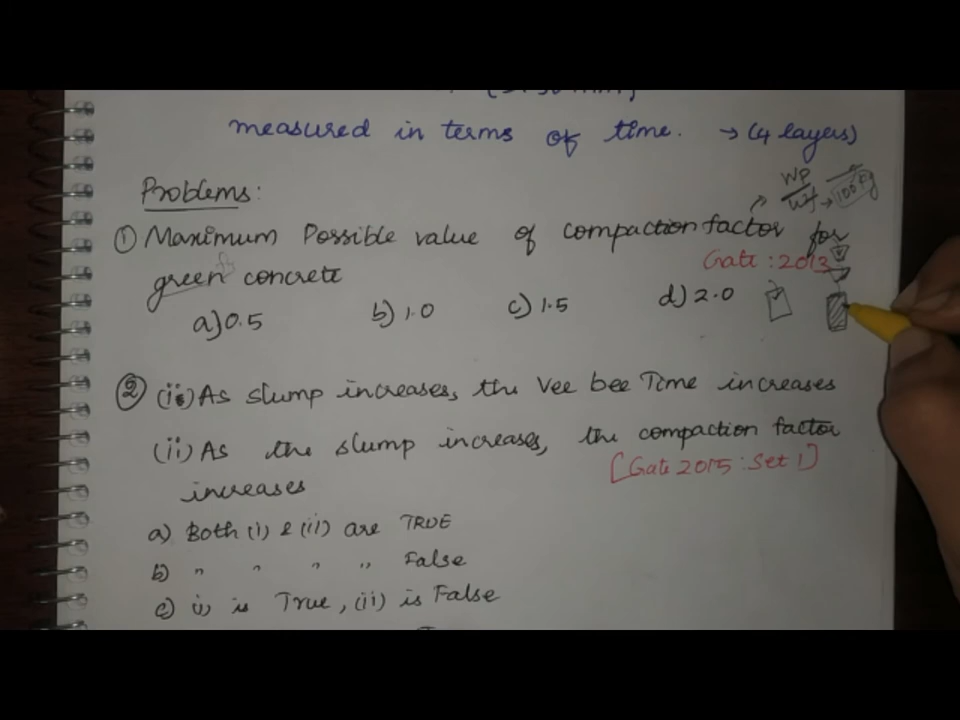 measured in terms of time. → (4 layers)
Problems:
Wp
Wf → 100 kg
① Maximum Possible value of compaction factor for
green concrete
Gate : 2013
a) 0.5 b) 1.0 c) 1.5 d) 2.0
② (i) As slump increases, the Vee bee Time increases
(ii) As the slump increases, the compaction factor
increases
[Gate 2015 : Set 1]
a) Both (i) & (ii) are TRUE
b) " " " " False
c) (i) is True, (ii) is False